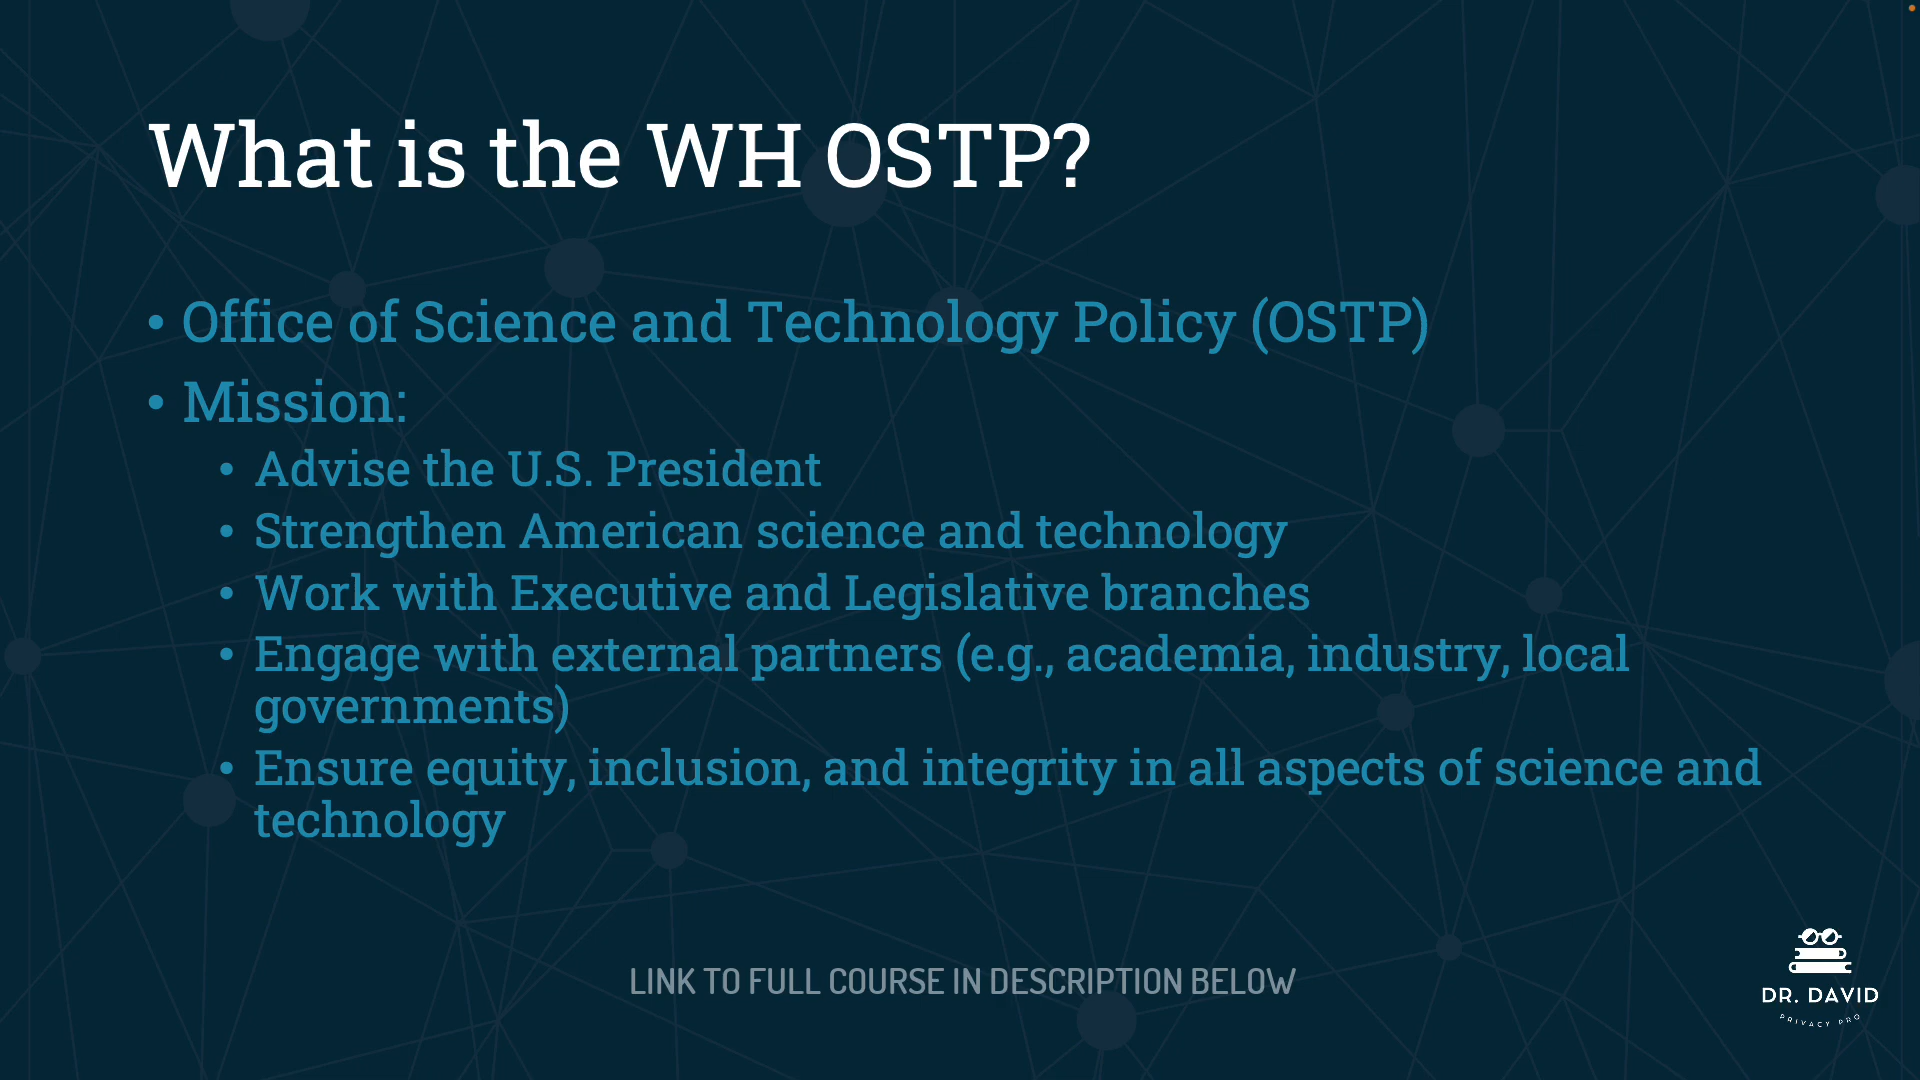 What is the WH OSTP?
• Office of Science and Technology Policy (OSTP)
• Mission:
• Advise the U.S. President
• Strengthen American science and technology
• Work with Executive and Legislative branches
• Engage with external partners (e.g., academia, industry, local
governments)
• Ensure equity, inclusion, and integrity in all aspects of science and
technology
LINK TO FULL COURSE IN DESCRIPTION BELOW
DR. DAVID
PRIVACY PRO